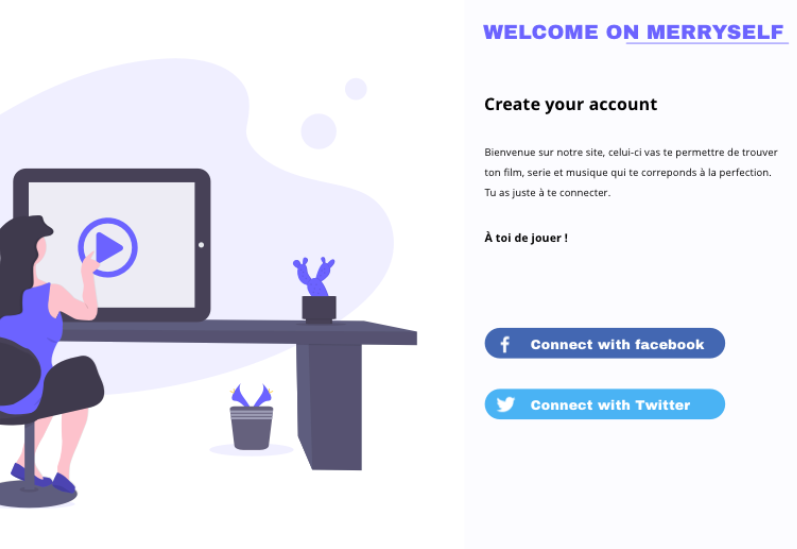 WELCOME ON MERRYSELF
Create your account
Bienvenue sur notre site, celui-ci vas te permettre de trouver
ton film, serie et musique qui te correponds à la perfection.
Tu as juste à te connecter.
À toi de jouer !
Connect with facebook
Connect with Twitter